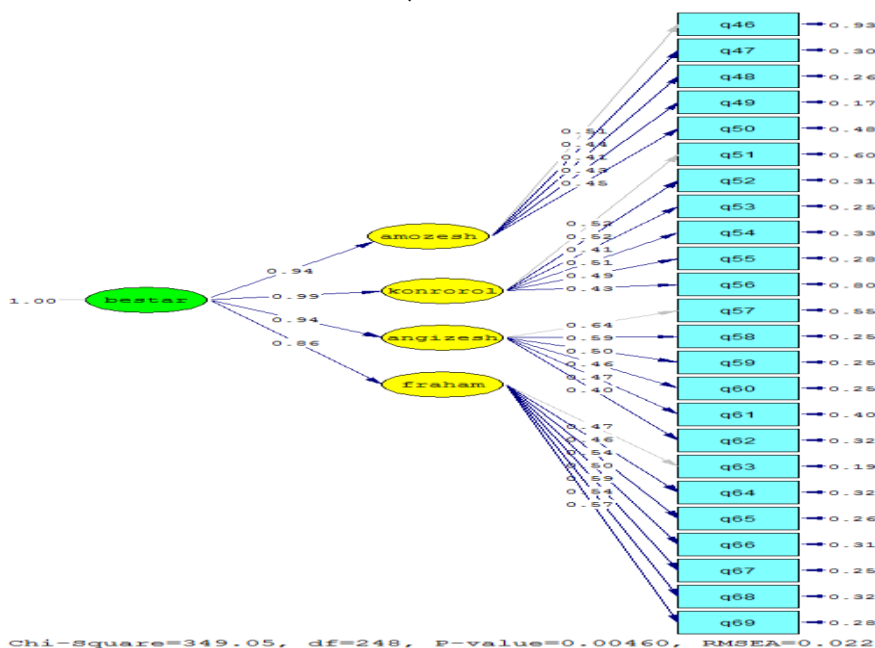 q46 0.93
q47 0.30
q48 0.26
q49 0.17
q50 0.48
q51 0.60
q52 0.31
q53 0.25
q54 0.33
q55 0.28
q56 0.80
q57 0.55
q58 0.25
q59 0.25
q60 0.25
q61 0.40
q62 0.32
q63 0.19
q64 0.32
q65 0.26
q66 0.31
q67 0.25
q68 0.32
q69 0.28
0.51
0.44
0.41
0.43
0.45
0.52
0.41
0.51
0.49
0.43
0.64
0.59
0.50
0.46
0.47
0.40
0.47
0.46
0.54
0.50
0.59
0.54
0.57
amozesh
konrorol
angizesh
fraham
0.94
0.99
0.94
0.86
1.00
bestar
Chi-Square=349.05, df=248, P-value=0.00460, RMSEA=0.022